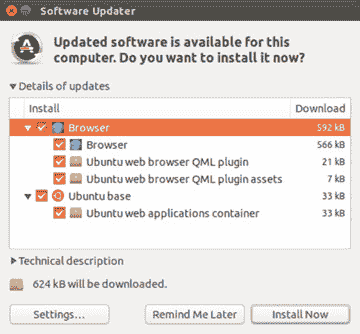 Software Updater
Updated software is available for this
computer. Do you want to install it now?
Details of updates
Install Download
Browser 592 kB
Browser 566 kB
Ubuntu web browser QML plugin 21 kB
Ubuntu web browser QML plugin assets 7 kB
Ubuntu base 33 kB
Ubuntu web applications container 33 kB
Technical description
624 kB will be downloaded.
Settings... Remind Me Later Install Now